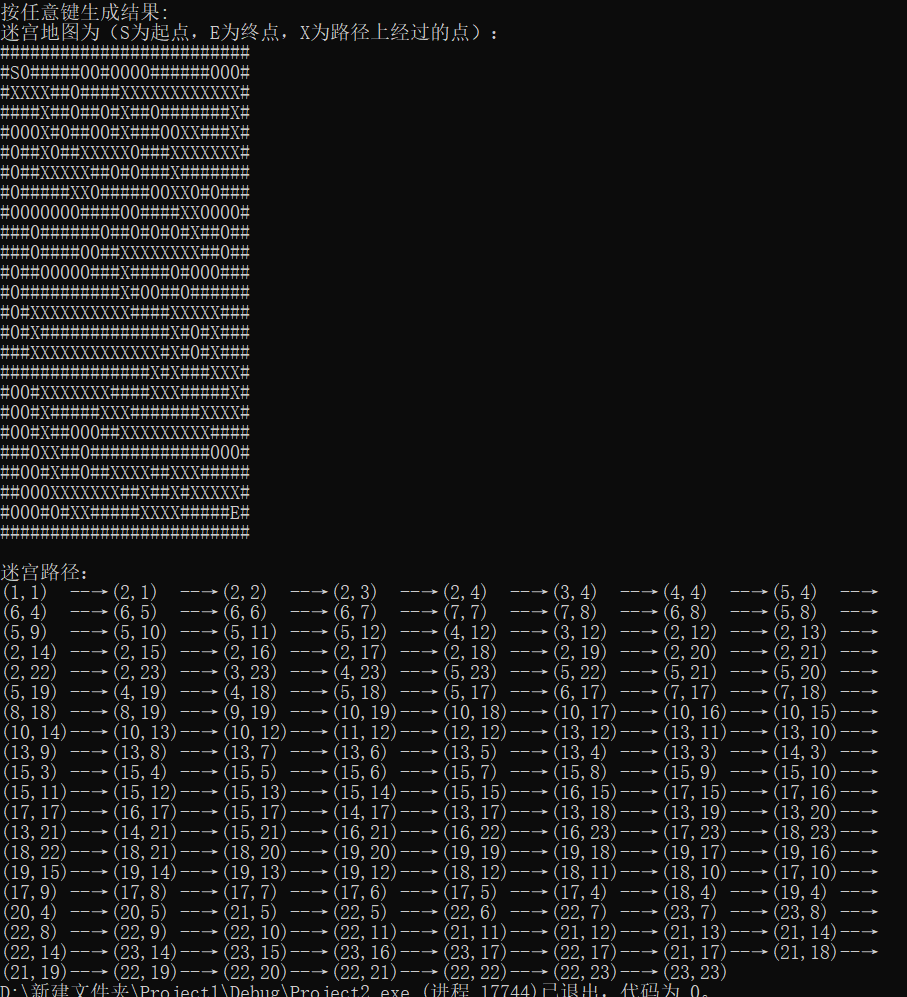 按任意键生成结果:
迷宫地图为（S为起点，E为终点，X为路径上经过的点）:
#########################
#S0#####00#0000######000#
#XXXX##0####XXXXXXXXXXXX#
####X##0##0#X##0#######X#
#000X#0##00#X###00XX###X#
#0##X0##XXXXX0###XXXXXXX#
#0##XXXXX##0#0###X#######
#0#####XX0#####00XX0#0###
#0000000####00####XX0000#
###0######0##0#0#0#X##0##
###0####00##XXXXXXXX##0##
#0##00000###X####0#000###
#0##########X#00##0######
#0#XXXXXXXXXX####XXXXX###
#0#X#############X#0#X###
###XXXXXXXXXXXXX#X#0#X###
###############X#X###XXX#
#00#XXXXXXX####XXX#####X#
#00#X#####XXX#######XXXX#
#00#X##000##XXXXXXXXX####
###0XX##0############000#
##00#X##0##XXXX##XXX#####
##000XXXXXXX##X##X#XXXXX#
#000#0#XX#####XXXX#####E#
#########################
迷宫路径:
(1,1) --→(2,1) --→(2,2) --→(2,3) --→(2,4) --→(3,4) --→(4,4) --→(5,4) --→
(6,4) --→(6,5) --→(6,6) --→(6,7) --→(7,7) --→(7,8) --→(6,8) --→(5,8) --→
(5,9) --→(5,10) --→(5,11) --→(5,12) --→(4,12) --→(3,12) --→(2,12) --→(2,13) --→
(2,14) --→(2,15) --→(2,16) --→(2,17) --→(2,18) --→(2,19) --→(2,20) --→(2,21) --→
(2,22) --→(2,23) --→(3,23) --→(4,23) --→(5,23) --→(5,22) --→(5,21) --→(5,20) --→
(5,19) --→(4,19) --→(4,18) --→(5,18) --→(5,17) --→(6,17) --→(7,17) --→(7,18) --→
(8,18) --→(8,19) --→(9,19) --→(10,19)--→(10,18)--→(10,17)--→(10,16)--→(10,15)--→
(10,14)--→(10,13)--→(10,12)--→(11,12)--→(12,12)--→(13,12)--→(13,11)--→(13,10)--→
(13,9) --→(13,8) --→(13,7) --→(13,6) --→(13,5) --→(13,4) --→(13,3) --→(14,3) --→
(15,3) --→(15,4) --→(15,5) --→(15,6) --→(15,7) --→(15,8) --→(15,9) --→(15,10)--→
(15,11)--→(15,12)--→(15,13)--→(15,14)--→(15,15)--→(16,15)--→(17,15)--→(17,16)--→
(17,17)--→(16,17)--→(15,17)--→(14,17)--→(13,17)--→(13,18)--→(13,19)--→(13,20)--→
(13,21)--→(14,21)--→(15,21)--→(16,21)--→(16,22)--→(16,23)--→(17,23)--→(18,23)--→
(18,22)--→(18,21)--→(18,20)--→(19,20)--→(19,19)--→(19,18)--→(19,17)--→(19,16)--→
(19,15)--→(19,14)--→(19,13)--→(19,12)--→(18,12)--→(18,11)--→(18,10)--→(17,10)--→
(17,9) --→(17,8) --→(17,7) --→(17,6) --→(17,5) --→(17,4) --→(18,4) --→(19,4) --→
(20,4) --→(20,5) --→(21,5) --→(22,5) --→(22,6) --→(22,7) --→(23,7) --→(23,8) --→
(22,8) --→(22,9) --→(22,10)--→(22,11)--→(21,11)--→(21,12)--→(21,13)--→(21,14)--→
(22,14)--→(23,14)--→(23,15)--→(23,16)--→(23,17)--→(22,17)--→(21,17)--→(21,18)--→
(21,19)--→(22,19)--→(22,20)--→(22,21)--→(22,22)--→(22,23)--→(23,23)
D:\新建文件夹\Project1\Debug\Project2.exe (进程 17744)已退出，代码为 0。